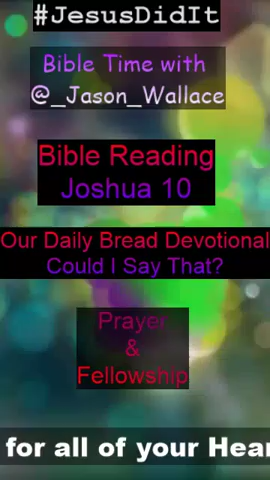 #JesusDidIt
Bible Time with
@_Jason_Wallace
Bible Reading
Joshua 10
Our Daily Bread Devotional
Could I Say That?
Prayer
&
Fellowship
for all of your Hear